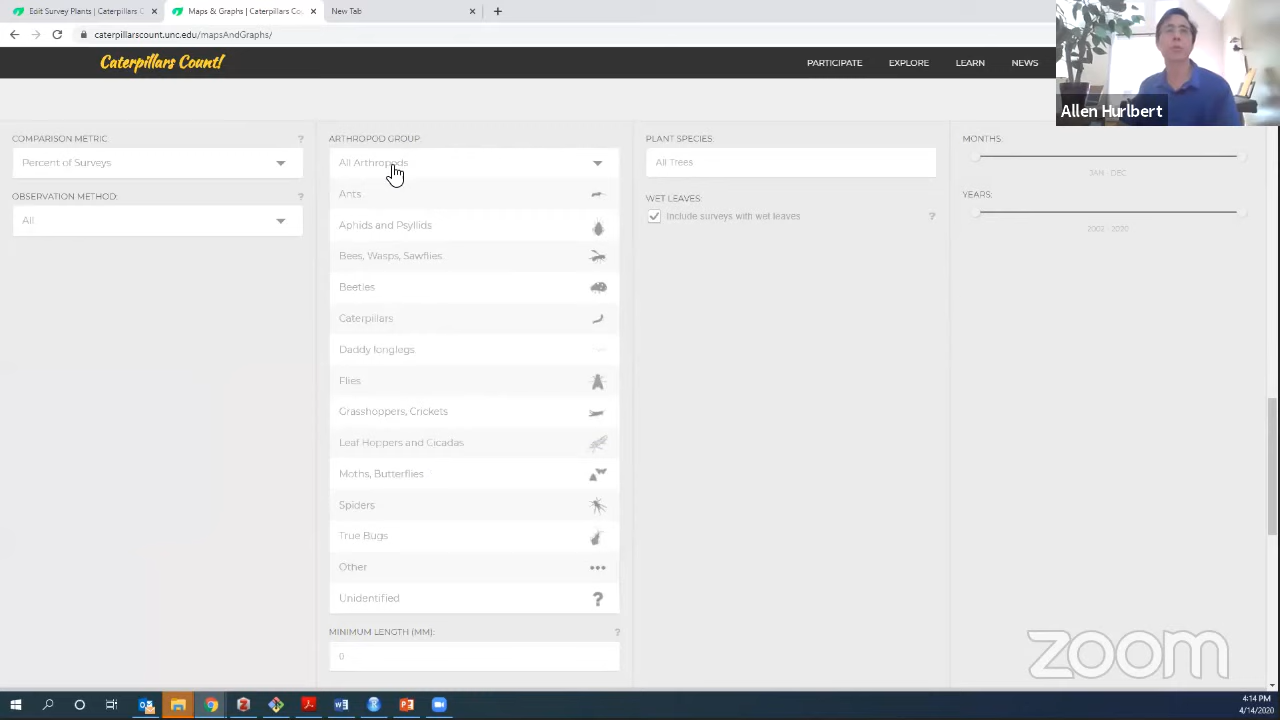 Edit Survey Plants | Caterpillars C
Maps & Graphs | Caterpillars Cou
New Tab
caterpillarscount.unc.edu/mapsAndGraphs/
Caterpillars Count!
PARTICIPATE
EXPLORE
LEARN
NEWS
Allen Hurlbert
COMPARISON METRIC:
?
Percent of Surveys
OBSERVATION METHOD:
?
All
ARTHROPOD GROUP:
All Arthropods
Ants
Aphids and Psyllids
Bees, Wasps, Sawflies
Beetles
Caterpillars
Daddy longlegs
Flies
Grasshoppers, Crickets
Leaf Hoppers and Cicadas
Moths, Butterflies
Spiders
True Bugs
Other
Unidentified
?
MINIMUM LENGTH (MM):
?
0
PLANT SPECIES:
All Trees
WET LEAVES:
Include surveys with wet leaves
?
MONTHS:
JAN - DEC
YEARS:
zoom
4:14 PM
4/14/2020